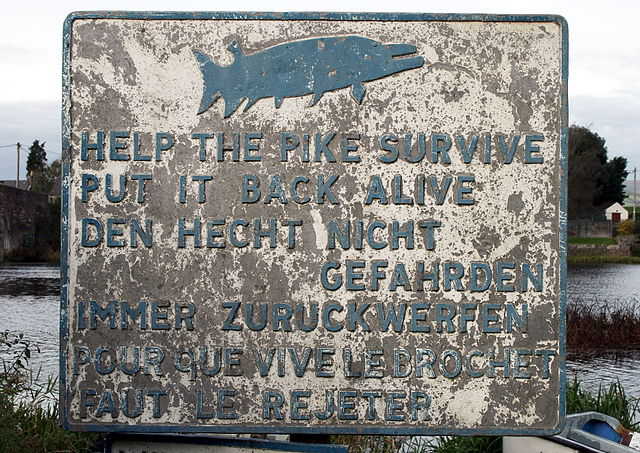 HELP THE PIKE SURVIVE
PUT IT BACK ALIVE
DEN HECHT NICHT
GEFAHRDEN
IMMER ZURUCKWERFEN
POUR QUE VIVE LE BROCHET
FAUT LE REJETER